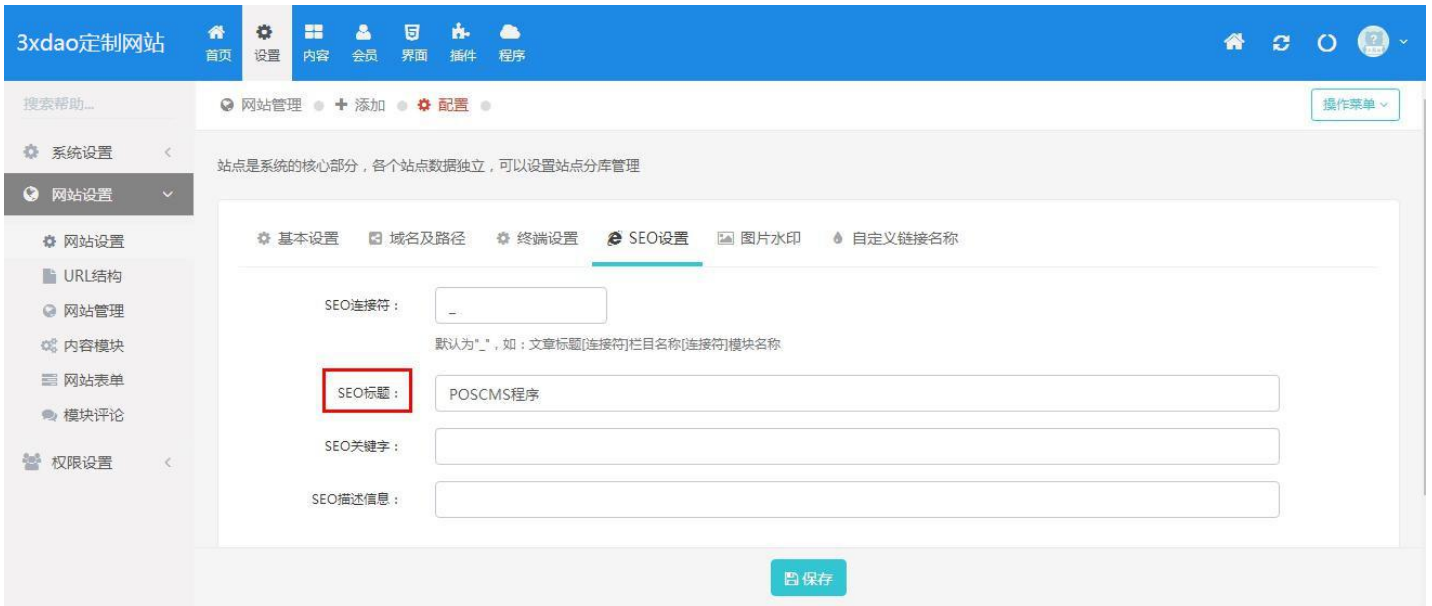 3xdao定制网站
首页 设置 内容 会员 界面 插件 程序
搜索帮助...
网站管理 添加 配置
操作菜单
系统设置
网站设置
网站设置
URL结构
网站管理
内容模块
网站表单
模块评论
权限设置
站点是系统的核心部分，各个站点数据独立，可以设置站点分库管理
基本设置 域名及路径 终端设置 SEO设置 图片水印 自定义链接名称
SEO连接符： _
默认为"_"，如：文章标题[连接符]栏目名称[连接符]模块名称
SEO标题： POSCMS程序
SEO关键字：
SEO描述信息：
保存